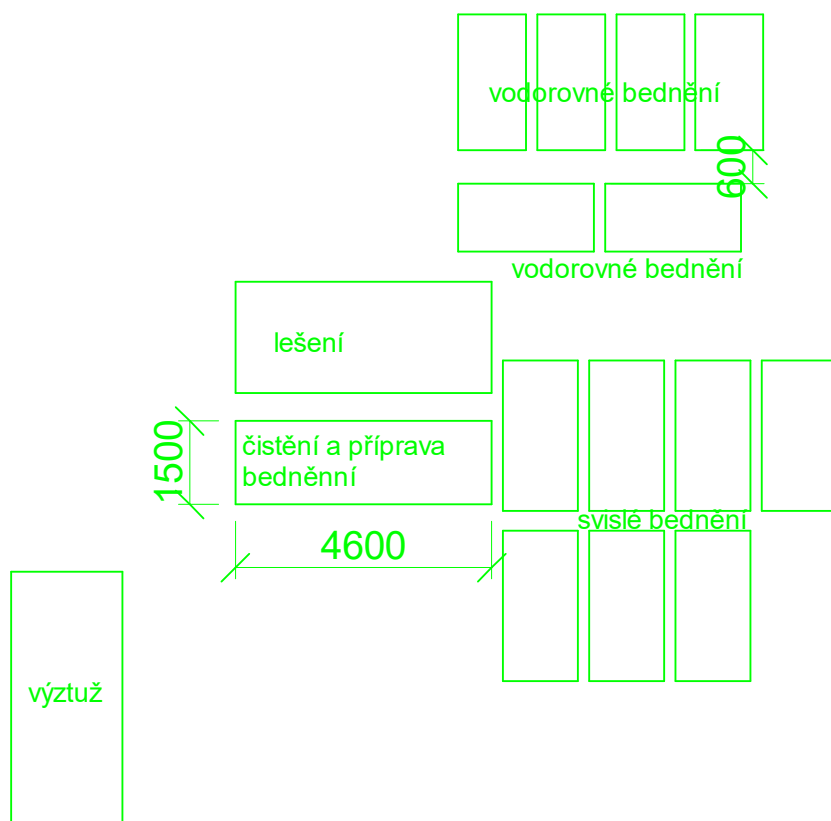 vodorovné bednění
600
vodorovné bednění
lešení
čistění a příprava
bedněnní
1500
4600
svislé bednění
výztuž